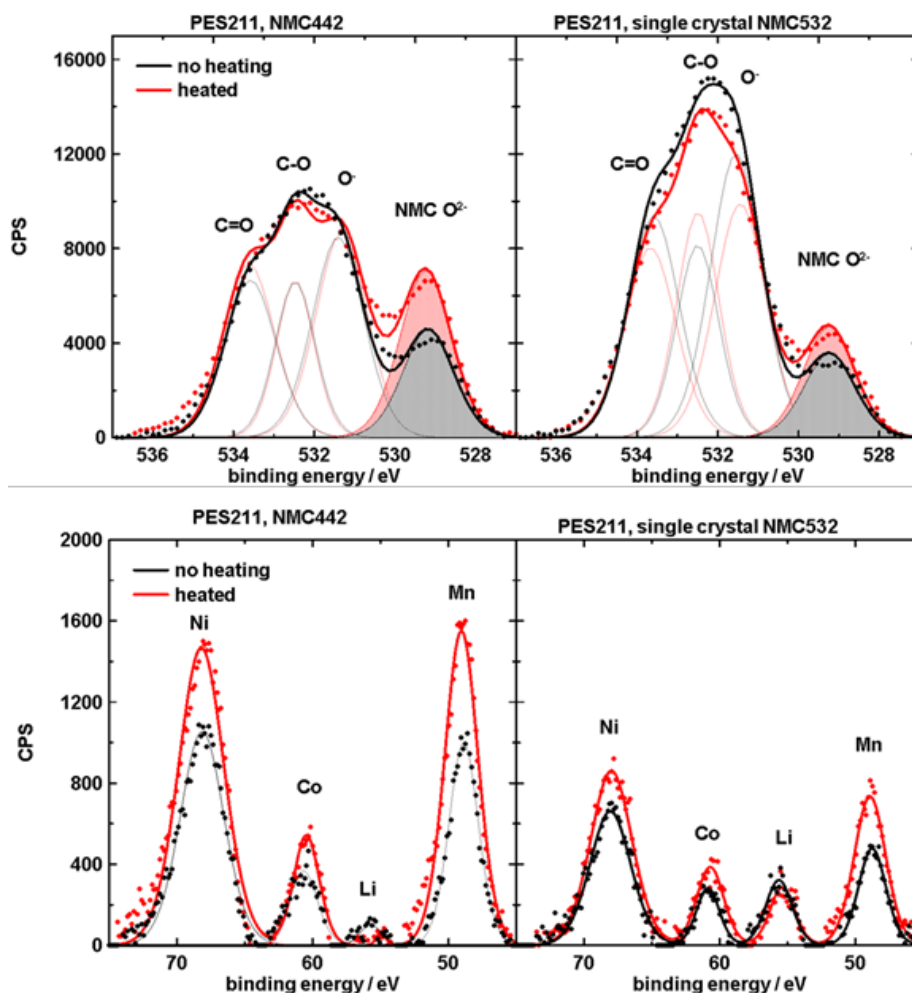 PES211, NMC442
PES211, single crystal NMC532
16000
12000
8000
4000
0
CPS
no heating
heated
C=O
C-O
O⁻
NMC O²⁻
C=O
C-O
O⁻
NMC O²⁻
536 534 532 530 528
536 534 532 530 528
binding energy / eV
binding energy / eV
PES211, NMC442
PES211, single crystal NMC532
2000
1600
1200
800
400
0
CPS
no heating
heated
Ni
Co
Li
Mn
Ni
Co
Li
Mn
70 60 50
70 60 50
binding energy / eV
binding energy / eV